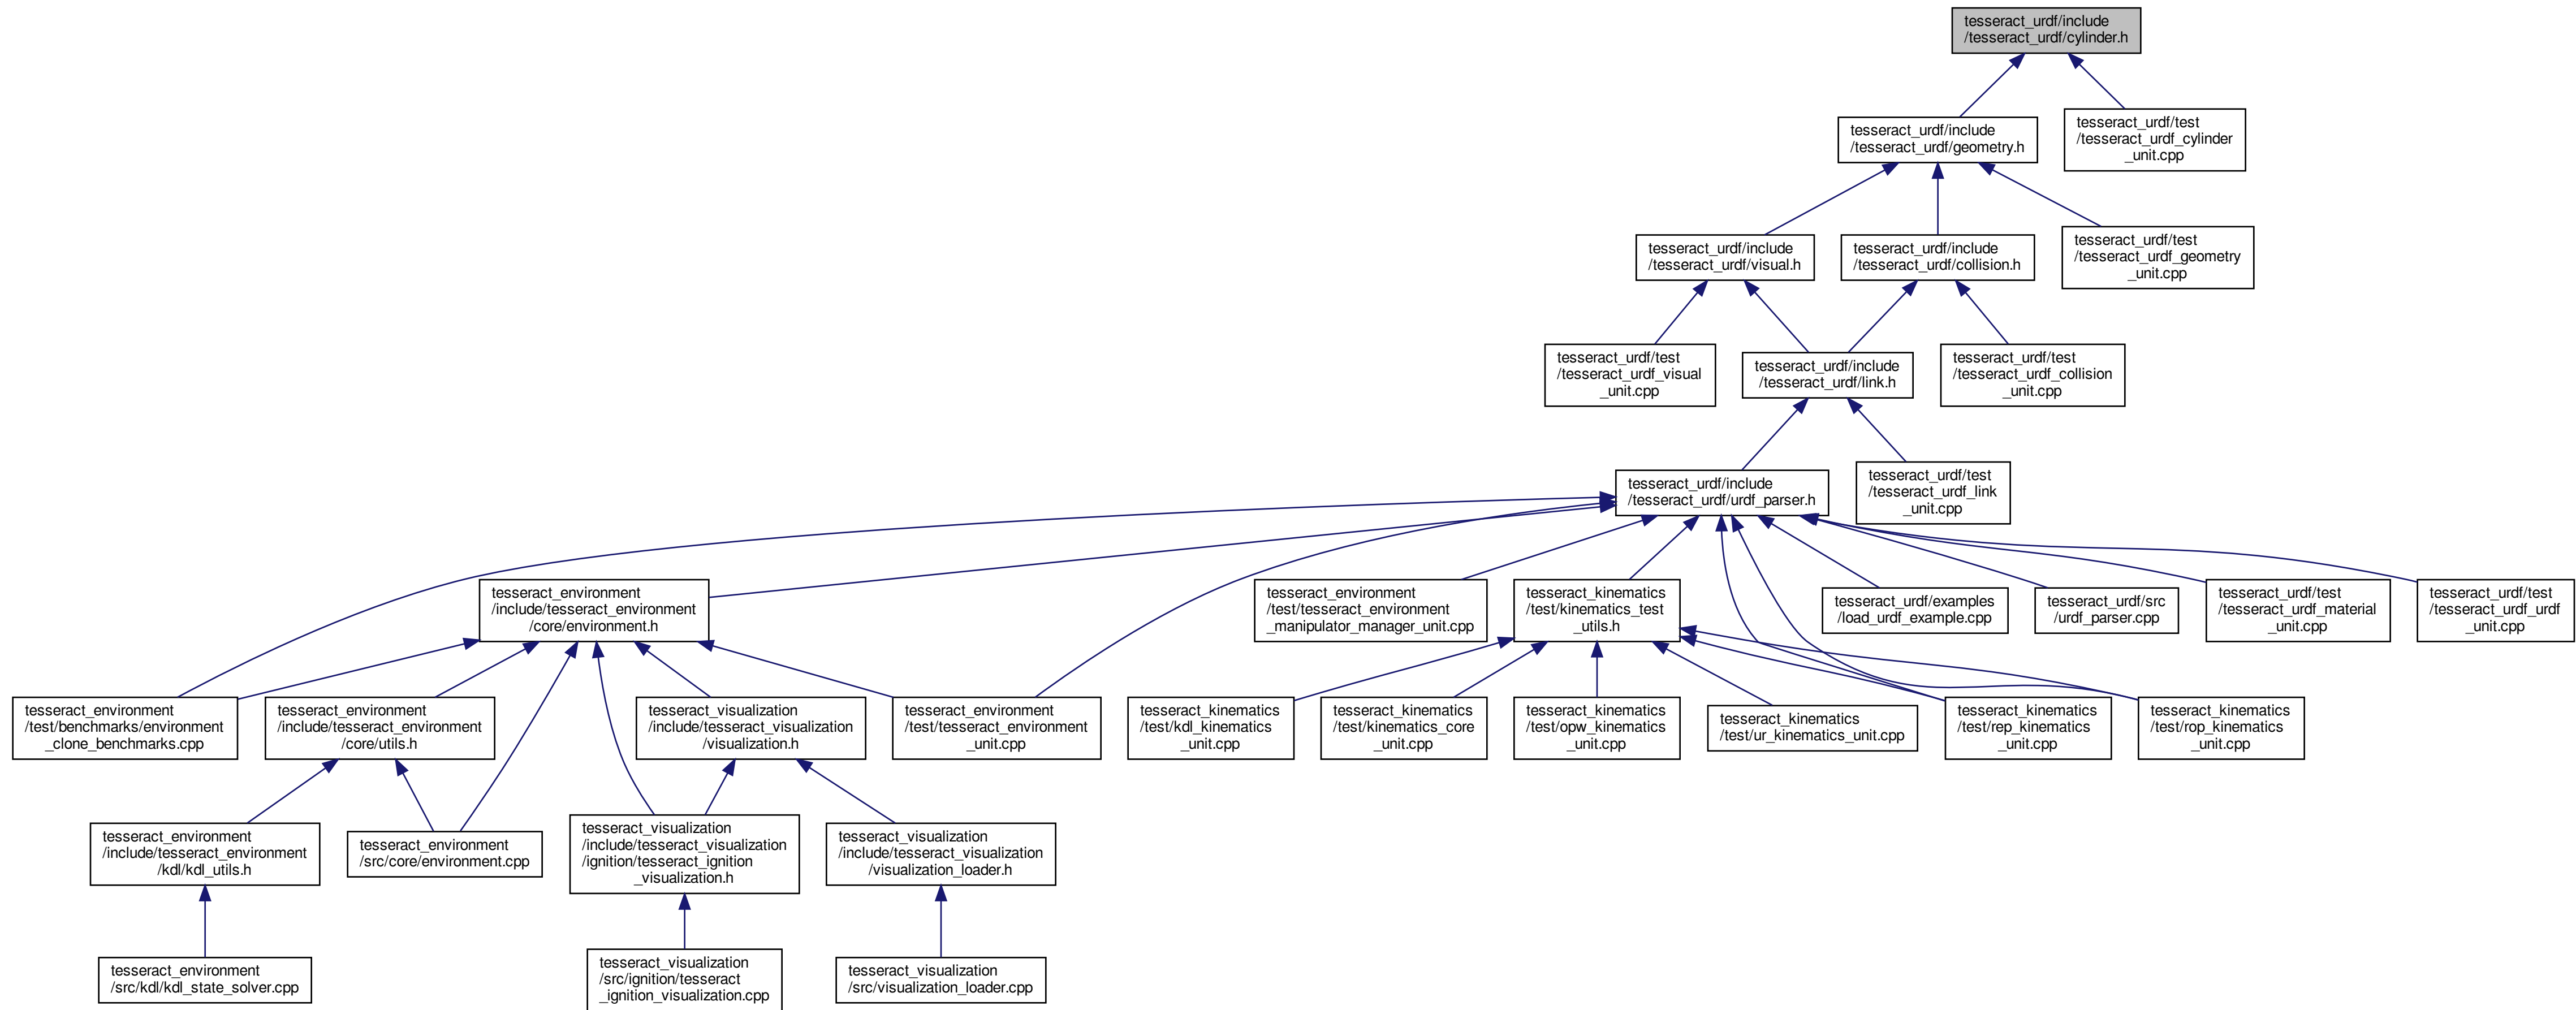 tesseract_urdf/include
/tesseract_urdf/cylinder.h
tesseract_urdf/include
/tesseract_urdf/geometry.h
tesseract_urdf/test
/tesseract_urdf_cylinder
_unit.cpp
tesseract_urdf/include
/tesseract_urdf/visual.h
tesseract_urdf/include
/tesseract_urdf/collision.h
tesseract_urdf/test
/tesseract_urdf_geometry
_unit.cpp
tesseract_urdf/test
/tesseract_urdf_visual
_unit.cpp
tesseract_urdf/include
/tesseract_urdf/link.h
tesseract_urdf/test
/tesseract_urdf_collision
_unit.cpp
tesseract_urdf/include
/tesseract_urdf/urdf_parser.h
tesseract_urdf/test
/tesseract_urdf_link
_unit.cpp
tesseract_environment
/include/tesseract_environment
/core/environment.h
tesseract_environment
/test/tesseract_environment
_manipulator_manager_unit.cpp
tesseract_kinematics
/test/kinematics_test
_utils.h
tesseract_urdf/examples
/load_urdf_example.cpp
tesseract_urdf/src
/urdf_parser.cpp
tesseract_urdf/test
/tesseract_urdf_material
_unit.cpp
tesseract_urdf/test
/tesseract_urdf_urdf
_unit.cpp
tesseract_environment
/test/benchmarks/environment
_clone_benchmarks.cpp
tesseract_environment
/include/tesseract_environment
/core/utils.h
tesseract_visualization
/include/tesseract_visualization
/visualization.h
tesseract_environment
/test/tesseract_environment
_unit.cpp
tesseract_kinematics
/test/kdl_kinematics
_unit.cpp
tesseract_kinematics
/test/kinematics_core
_unit.cpp
tesseract_kinematics
/test/opw_kinematics
_unit.cpp
tesseract_kinematics
/test/ur_kinematics_unit.cpp
tesseract_kinematics
/test/rep_kinematics
_unit.cpp
tesseract_kinematics
/test/rop_kinematics
_unit.cpp
tesseract_environment
/include/tesseract_environment
/kdl/kdl_utils.h
tesseract_environment
/src/core/environment.cpp
tesseract_visualization
/include/tesseract_visualization
/ignition/tesseract_ignition
_visualization.h
tesseract_visualization
/include/tesseract_visualization
/visualization_loader.h
tesseract_environment
/src/kdl/kdl_state_solver.cpp
tesseract_visualization
/src/ignition/tesseract
_ignition_visualization.cpp
tesseract_visualization
/src/visualization_loader.cpp